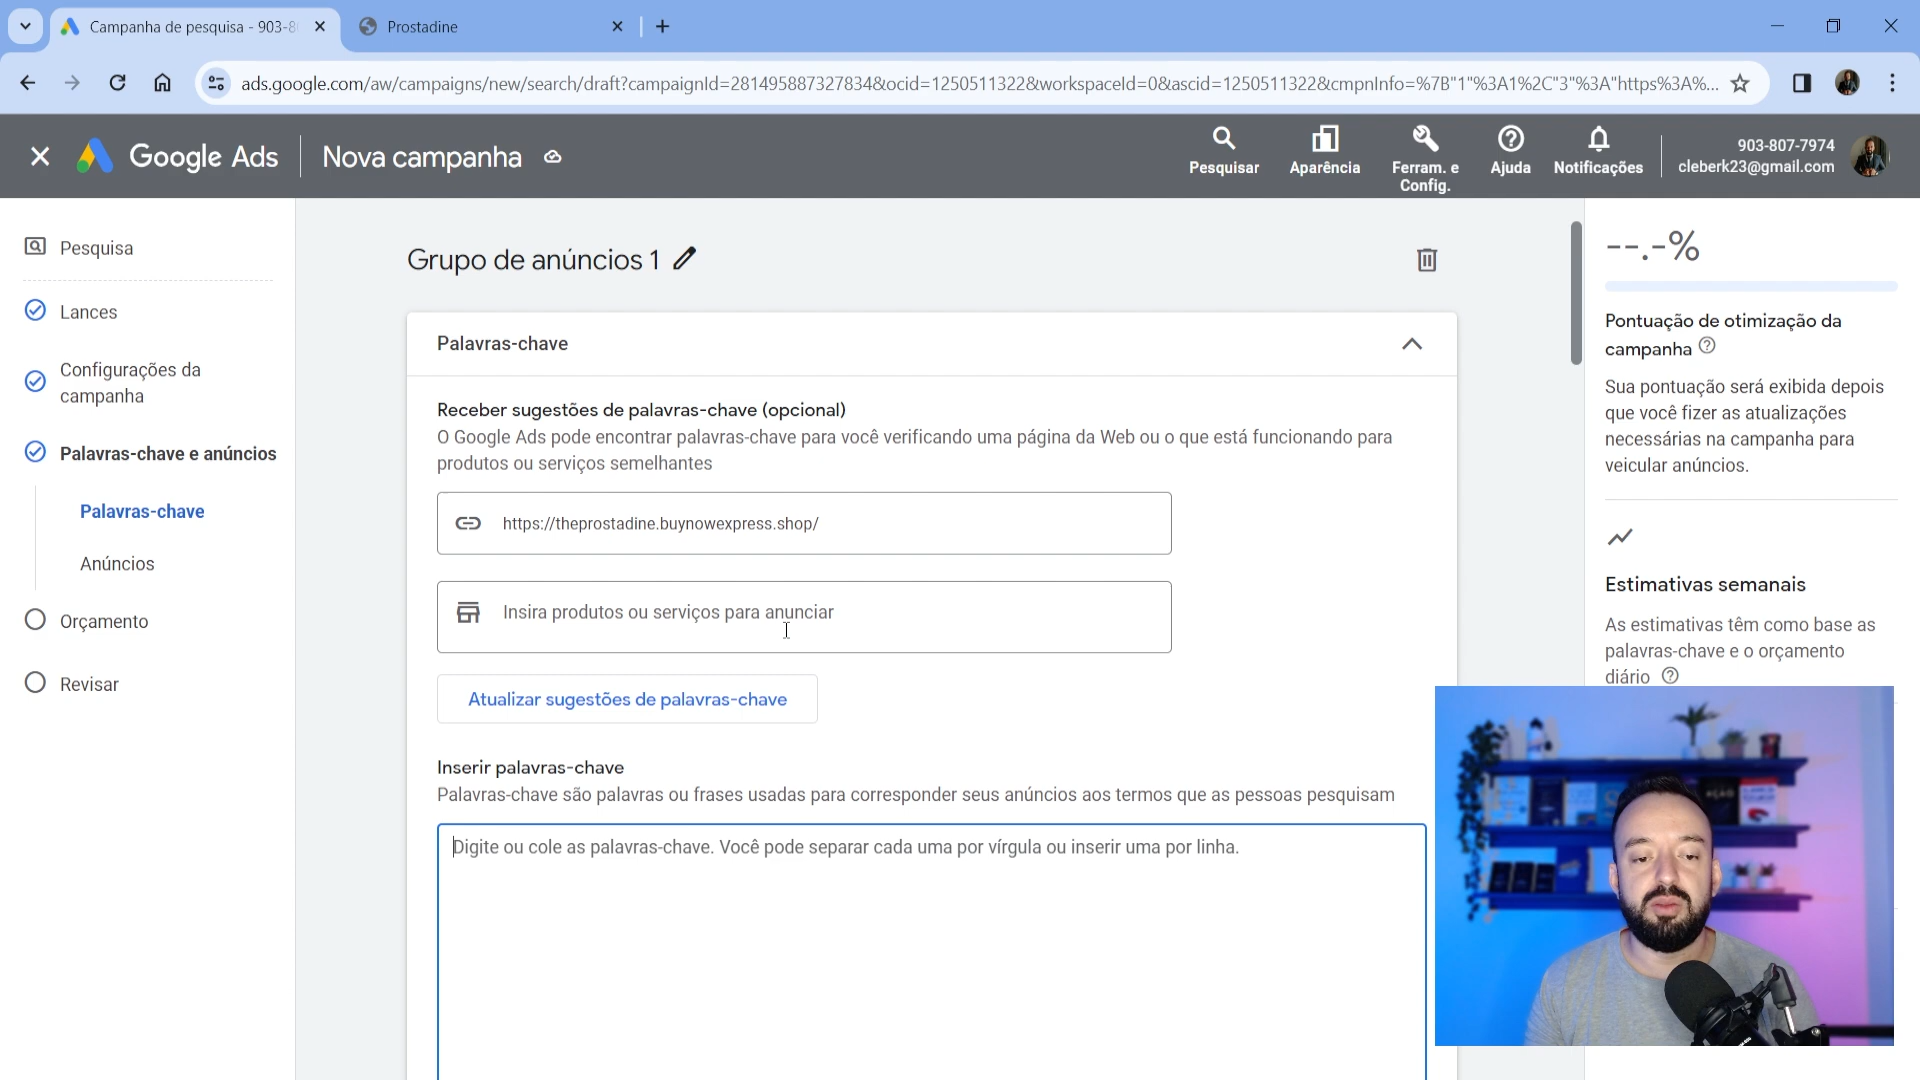 Campanha de pesquisa - 903-8
Prostadine
ads.google.com/aw/campaigns/new/search/draft?campaignId=281495887327834&ocid=1250511322&workspaceId=0&ascid=1250511322&cmpnInfo=%7B"1"%3A1%2C"3"%3A"https%3A%...
Google Ads
Nova campanha
Pesquisar
Aparência
Ferram. e
Config.
Ajuda
Notificações
903-807-7974
cleberk23@gmail.com
Pesquisa
Lances
Configurações da
campanha
Palavras-chave e anúncios
Palavras-chave
Anúncios
Orçamento
Revisar
Grupo de anúncios 1
Palavras-chave
Receber sugestões de palavras-chave (opcional)
O Google Ads pode encontrar palavras-chave para você verificando uma página da Web ou o que está funcionando para
produtos ou serviços semelhantes
https://theprostadine.buynowexpress.shop/
Insira produtos ou serviços para anunciar
Atualizar sugestões de palavras-chave
Inserir palavras-chave
Palavras-chave são palavras ou frases usadas para corresponder seus anúncios aos termos que as pessoas pesquisam
Digite ou cole as palavras-chave. Você pode separar cada uma por vírgula ou inserir uma por linha.
--.-%
Pontuação de otimização da
campanha
Sua pontuação será exibida depois
que você fizer as atualizações
necessárias na campanha para
veicular anúncios.
Estimativas semanais
As estimativas têm como base as
palavras-chave e o orçamento
diário